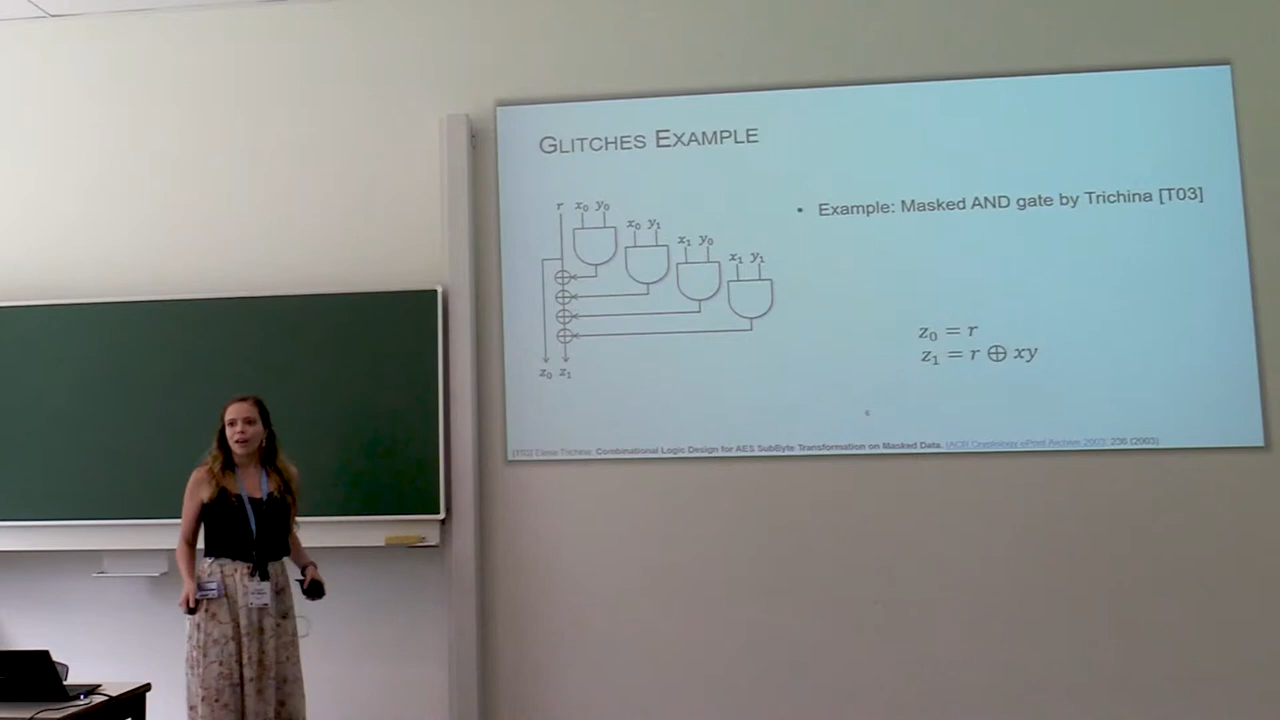 GLITCHES EXAMPLE
r x₀ y₀
x₀ y₁
x₁ y₀
x₁ y₁
z₀ z₁
• Example: Masked AND gate by Trichina [T03]
z₀ = r
z₁ = r ⊕ xy
6
[T03] Elena Trichina: Combinational Logic Design for AES SubByte Transformation on Masked Data. IACR Cryptology ePrint Archive 2003: 236 (2003)